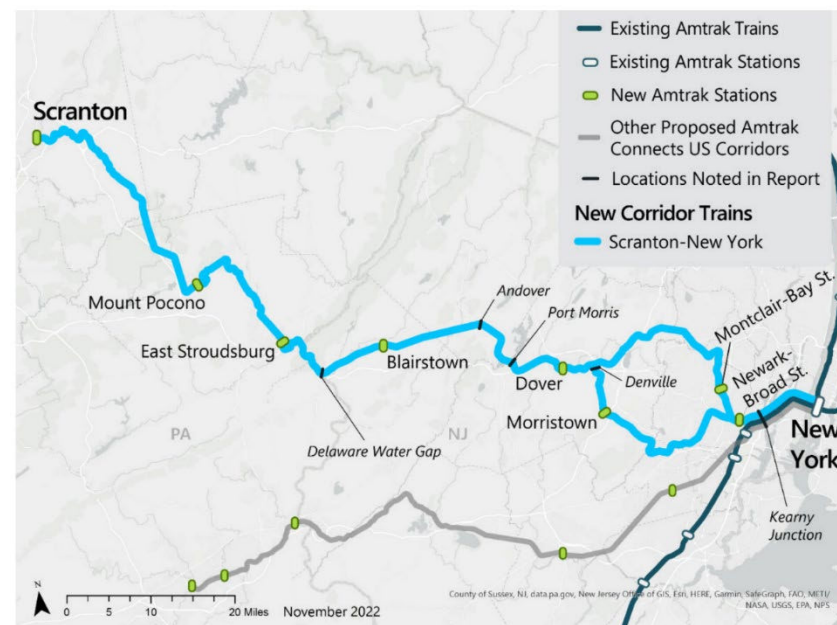 Existing Amtrak Trains
Existing Amtrak Stations
New Amtrak Stations
Other Proposed Amtrak
Connects US Corridors
Locations Noted in Report
New Corridor Trains
Scranton-New York
Scranton
Mount Pocono
East Stroudsburg
Delaware Water Gap
Blairstown
Andover
Port Morris
Dover
Denville
Morristown
Montclair-Bay St.
Newark-
Broad St.
New
York
Kearny
Junction
PA
NJ
N
0 5 10 15 20 Miles
November 2022
County of Sussex, NJ, data.pa.gov, New Jersey Office of GIS, Esri, HERE, Garmin, SafeGraph, FAO, METI/
NASA, USGS, EPA, NPS